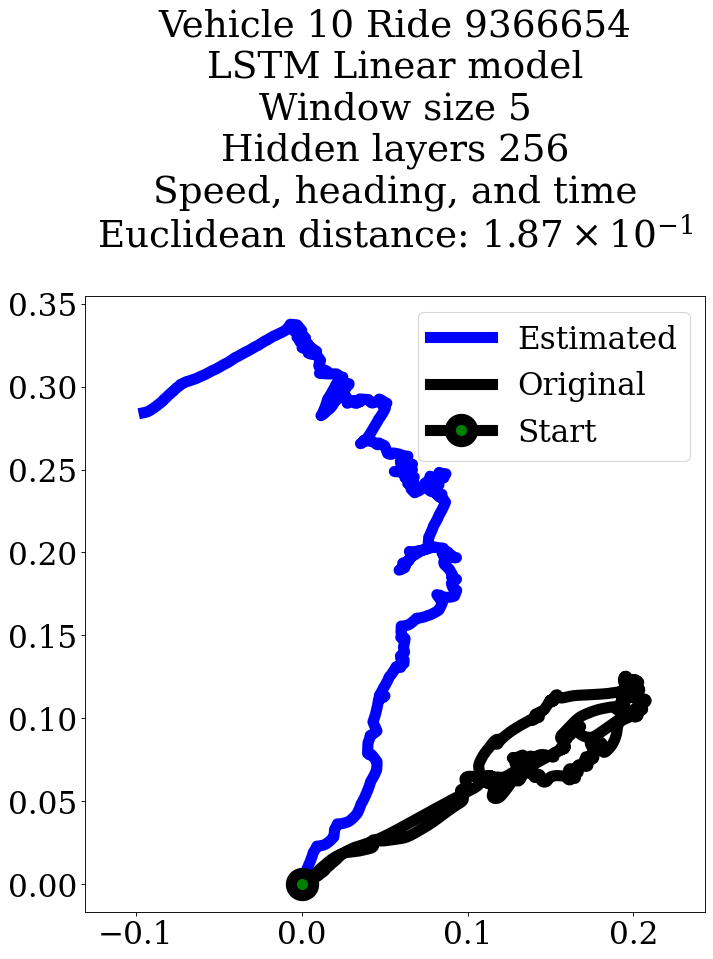 Vehicle 10 Ride 9366654
LSTM Linear model
Window size 5
Hidden layers 256
Speed, heading, and time
Euclidean distance: 1.87 × 10⁻¹
Estimated
Original
Start
0.35
0.30
0.25
0.20
0.15
0.10
0.05
0.00
−0.1 0.0 0.1 0.2